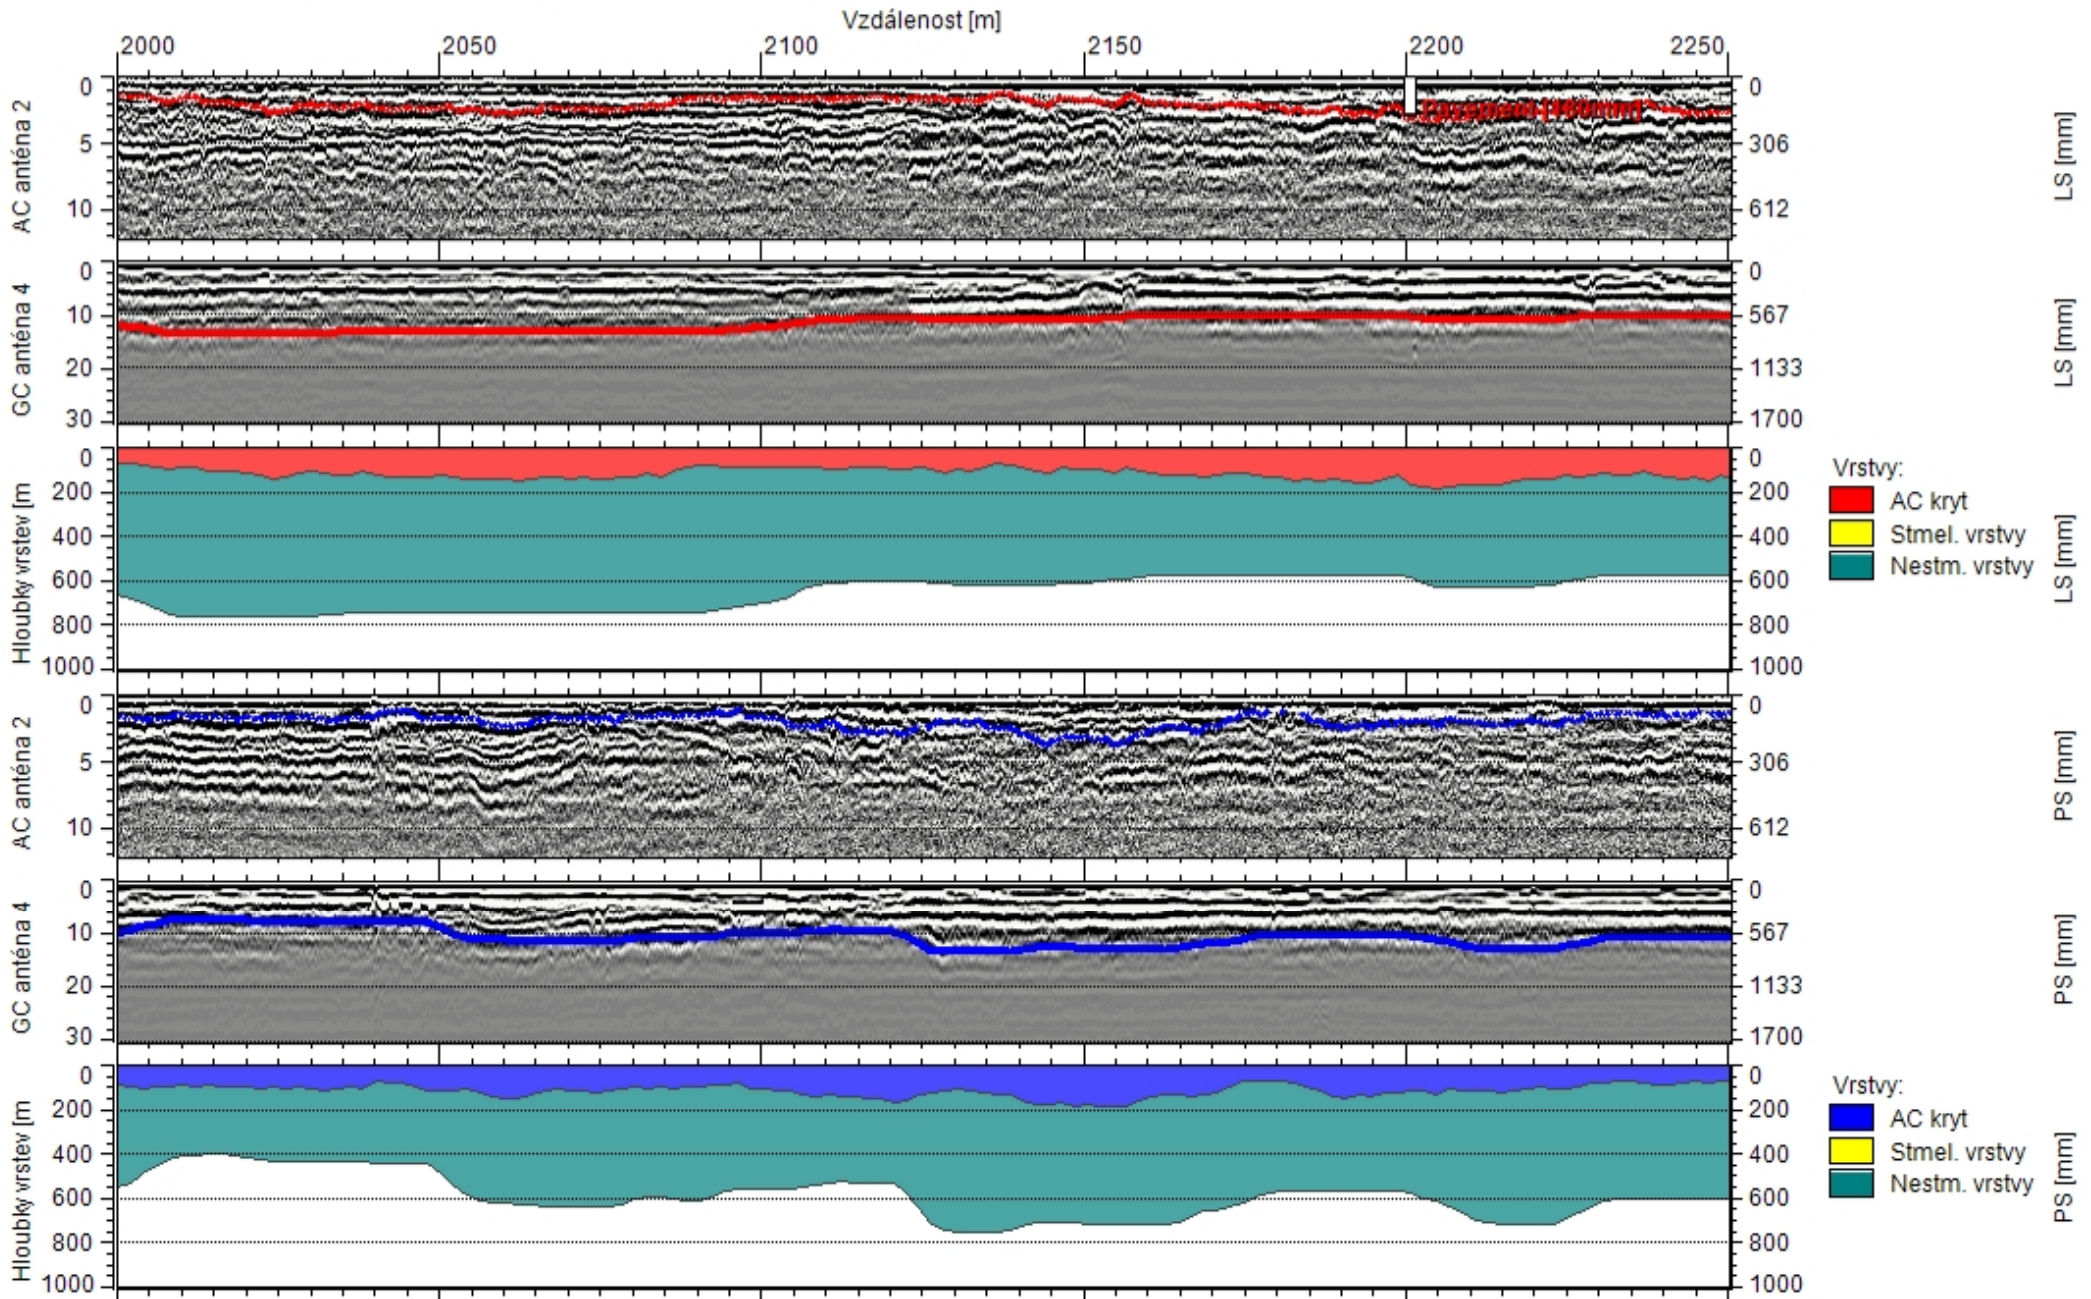 Vzdálenost [m]
2000 2050 2100 2150 2200 2250
AC anténa 2
0 5 10
Pavement [160mm]
0 306 612
LS [mm]
GC anténa 4
0 10 20 30
0 567 1133 1700
LS [mm]
Hloubky vrstev [m
0 200 400 600 800 1000
0 200 400 600 800 1000
LS [mm]
Vrstvy:
AC kryt
Stmel. vrstvy
Nestm. vrstvy
AC anténa 2
0 5 10
0 306 612
PS [mm]
GC anténa 4
0 10 20 30
0 567 1133 1700
PS [mm]
Hloubky vrstev [m
0 200 400 600 800 1000
0 200 400 600 800 1000
PS [mm]
Vrstvy:
AC kryt
Stmel. vrstvy
Nestm. vrstvy